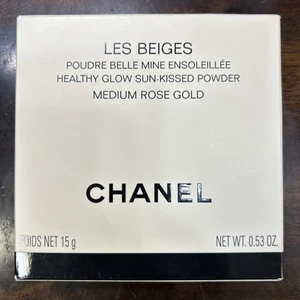 LES BEIGES
POUDRE BELLE MINE ENSOLEILLÉE
HEALTHY GLOW SUN-KISSED POWDER
MEDIUM ROSE GOLD
CHANEL
POIDS NET 15 g NET WT. 0.53 OZ.